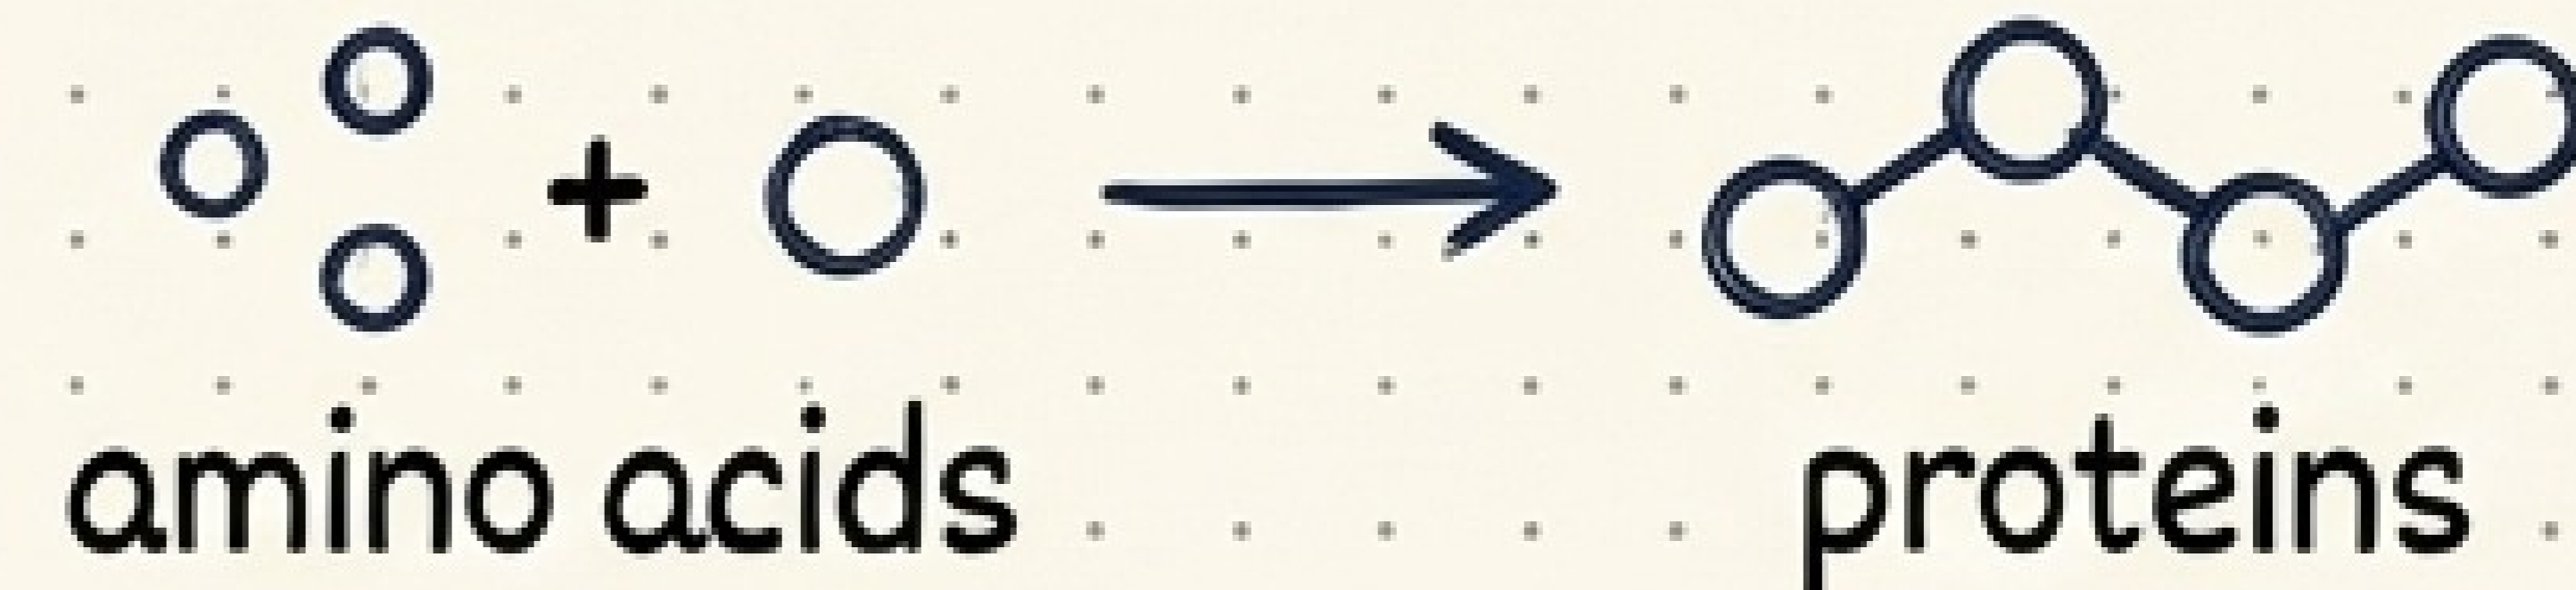 +
amino acids
proteins